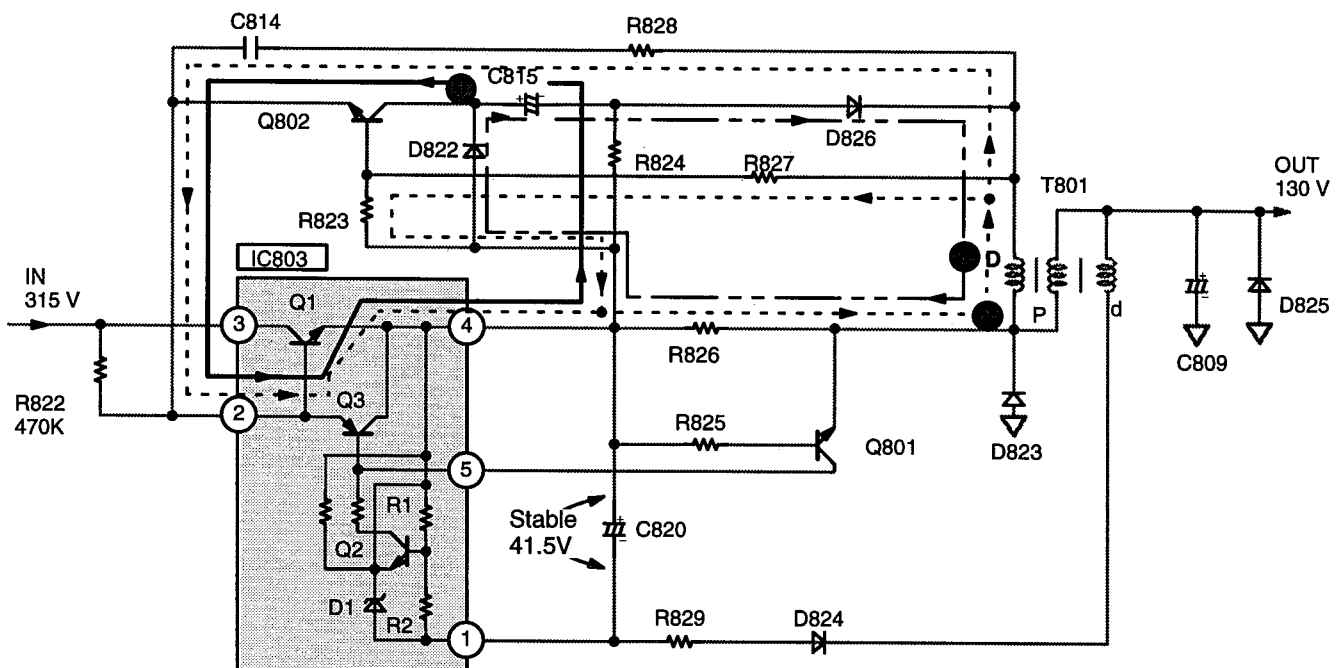 C814
R828
C815
+
-
Q802
D826
D822
R824
R827
T801
OUT
130 V
R823
IC803
D
IN
315 V
Q1
3
4
P
d
+
-
D825
R826
C809
R822
470K
2
Q3
R825
Q801
D823
5
R1
Stable
41.5V
+
-
C820
Q2
D1
R2
1
R829
D824